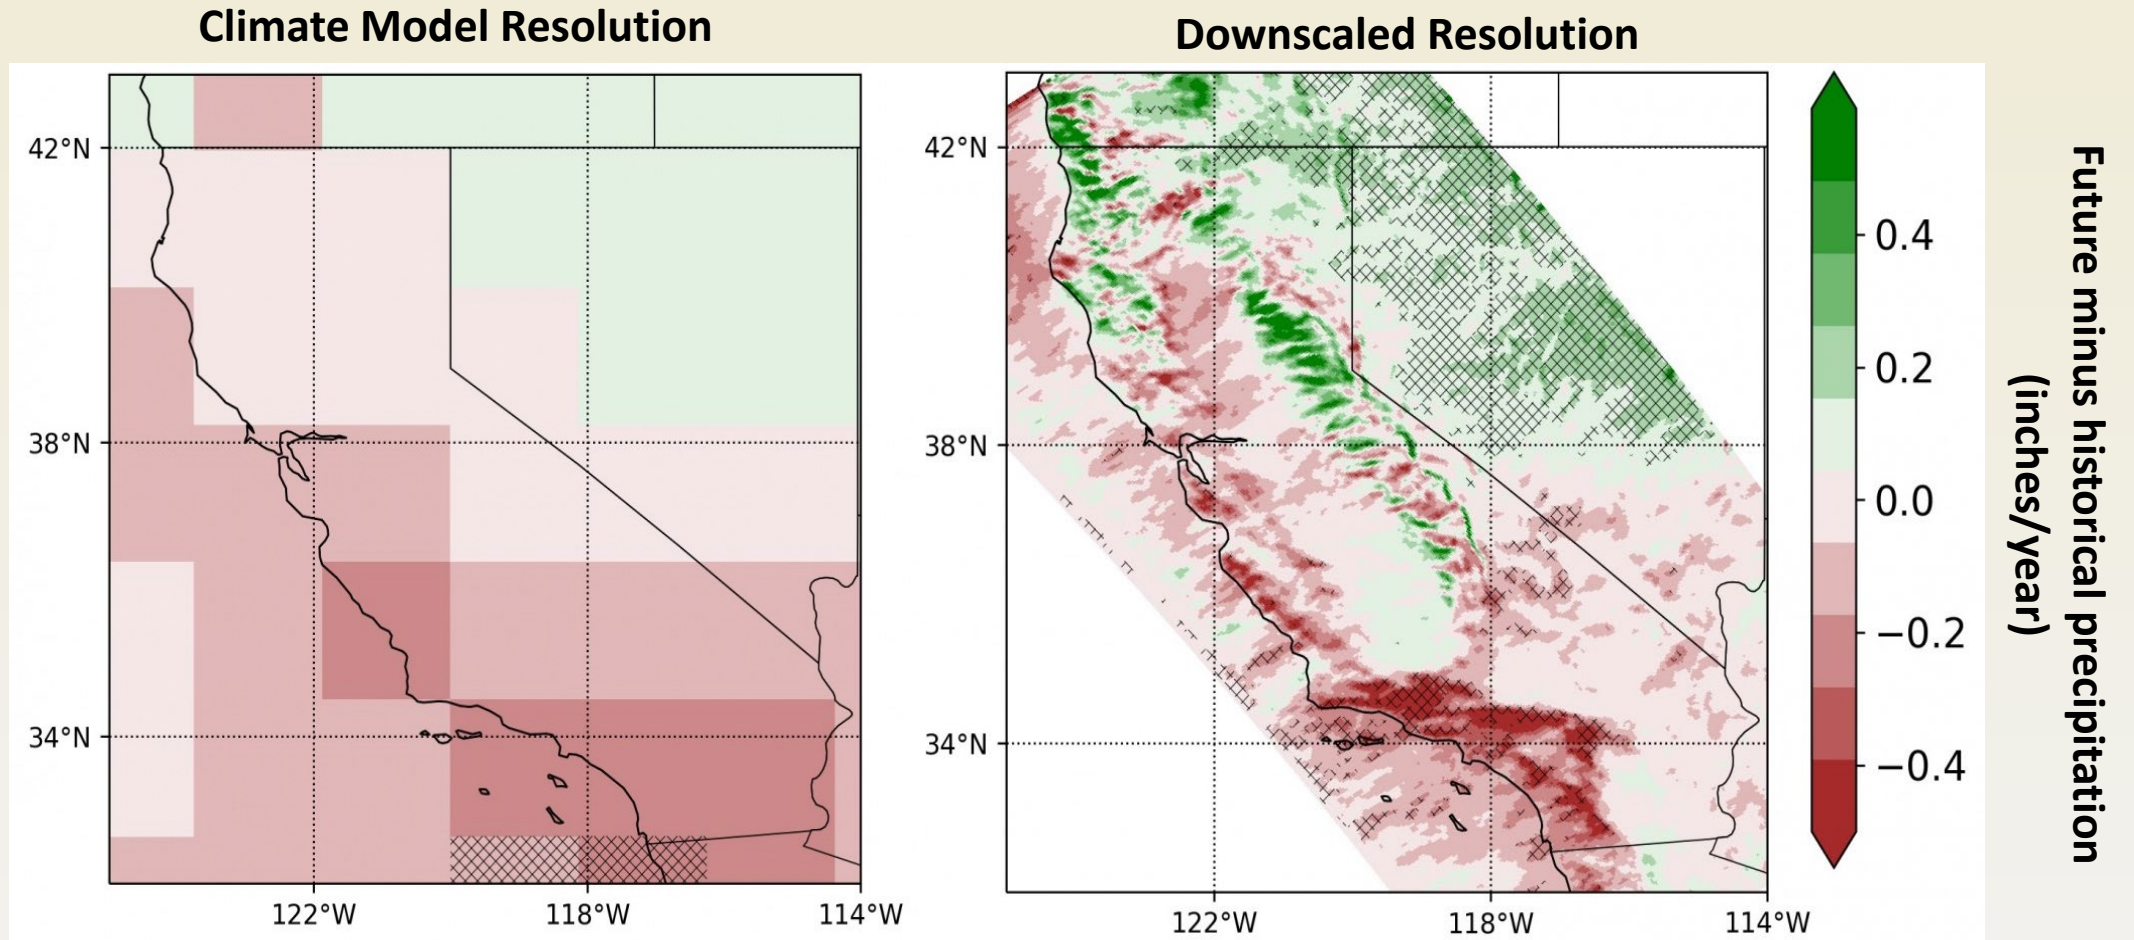 Climate Model Resolution
Downscaled Resolution
42°N
38°N
34°N
122°W
118°W
114°W
42°N
38°N
34°N
122°W
118°W
114°W
0.4
0.2
0.0
−0.2
−0.4
Future minus historical precipitation
(inches/year)